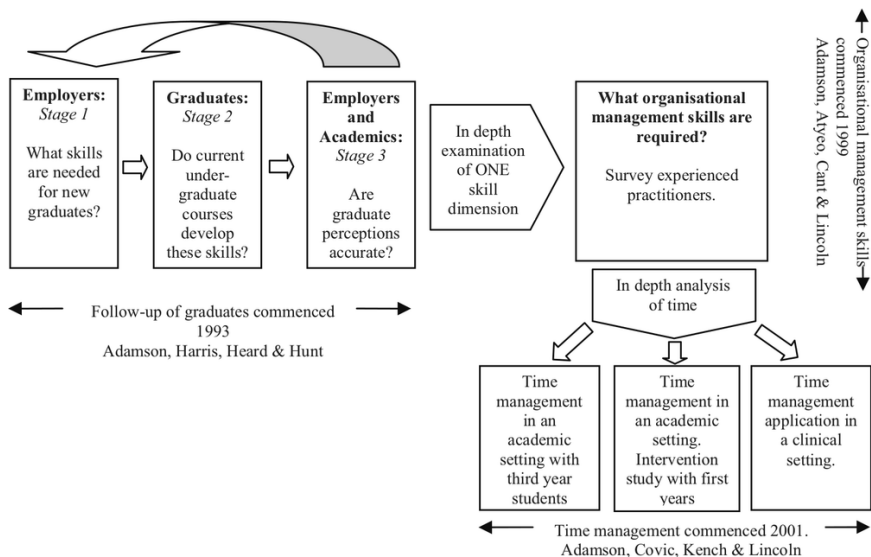 Employers:
Stage 1
What skills
are needed
for new
graduates?
Graduates:
Stage 2
Do current
under-
graduate
courses
develop
these skills?
Employers
and
Academics:
Stage 3
Are
graduate
perceptions
accurate?
In depth
examination
of ONE
skill
dimension
What organisational
management skills are
required?
Survey experienced
practitioners.
Organisational management skills
commenced 1999
Adamson, Atyeo, Cant & Lincoln
Follow-up of graduates commenced
1993
Adamson, Harris, Heard & Hunt
In depth analysis
of time
Time
management
in an
academic
setting with
third year
students
Time
management in
an academic
setting.
Intervention
study with first
years
Time
management
application in
a clinical
setting.
Time management commenced 2001.
Adamson, Covic, Kench & Lincoln